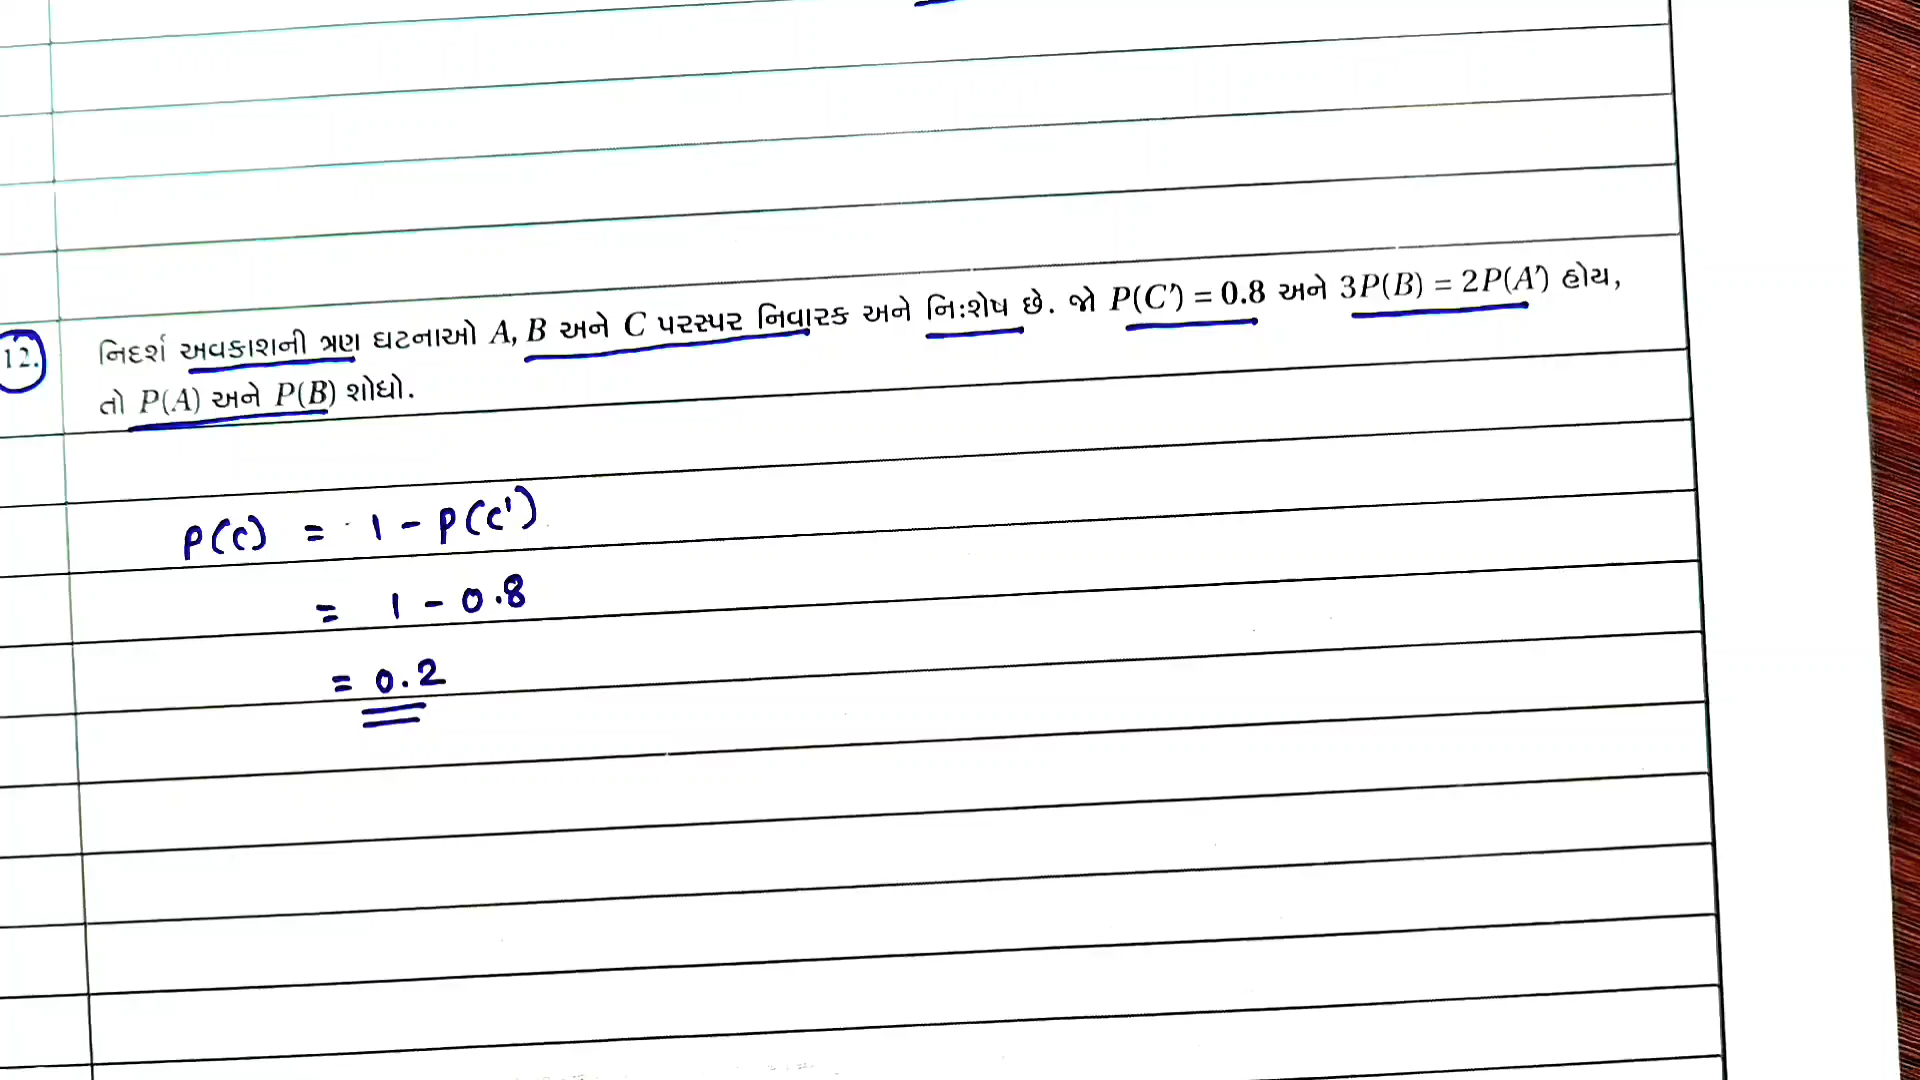 12. નિદર્શ અવકાશની ત્રણ ઘટનાઓ A, B અને C પરસ્પર નિવારક અને નિઃશેષ છે. જો P(C′) = 0.8 અને 3P(B) = 2P(A′) હોય,
તો P(A) અને P(B) શોધો.
P(C) = 1 - P(C')
= 1 - 0.8
= 0.2